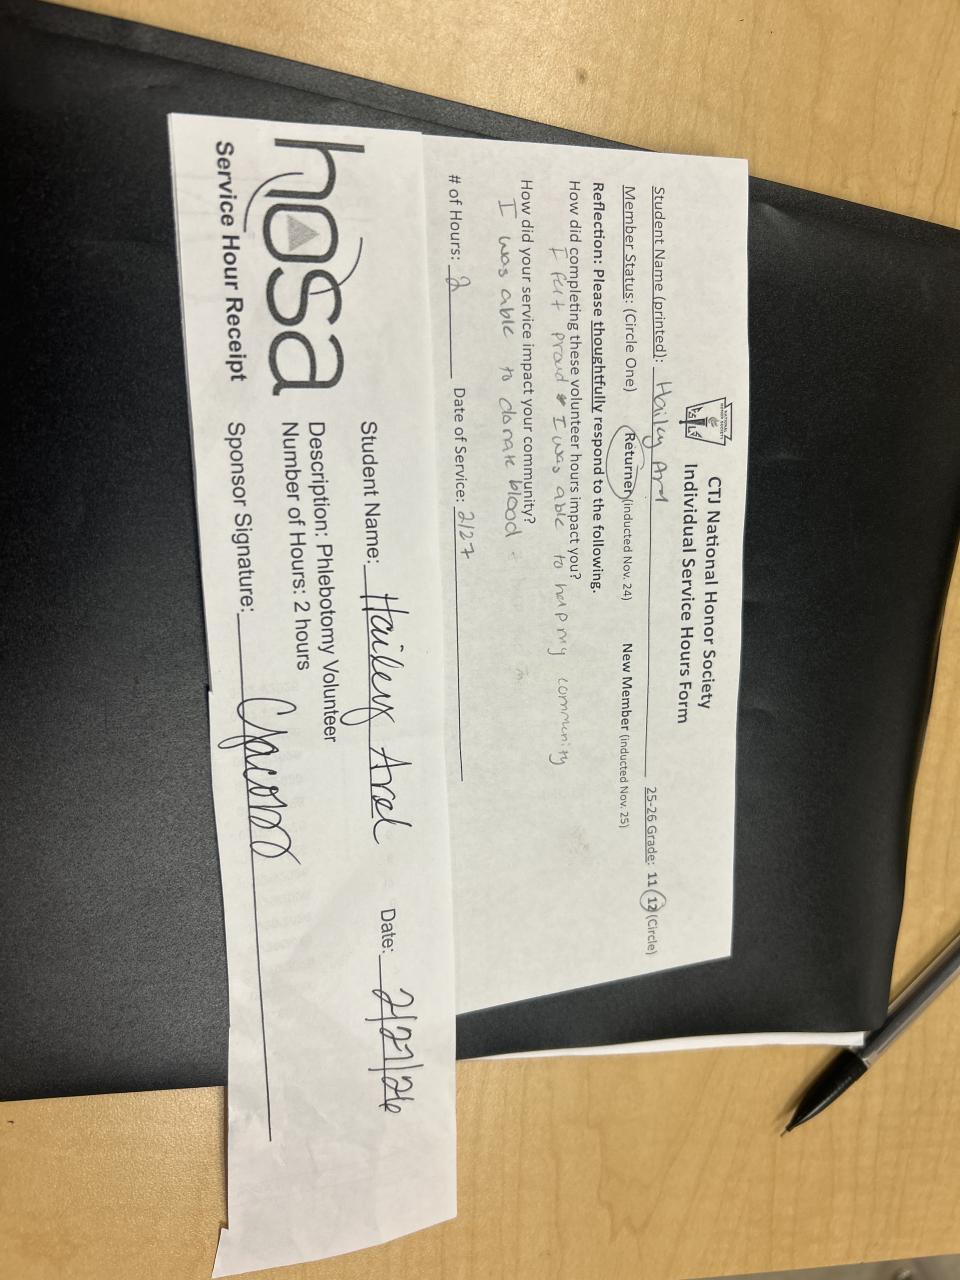 CTJ National Honor Society
Individual Service Hours Form
Student Name (printted): Hailey Arel 25-26 Grade: 11 12 (Circle)
Member Status: (Circle One) Returner (inducted Nov. 24) New Member (inducted Nov. 25)
Reflection: Please thoughtfully respond to the following.
How did completing these volunteer hours impact you?
I felt proud I was able to help my community
How did your service impact your community?
I was able to donate blood
# of Hours: 2 Date of Service: 2/27
hosa
Service Hour Receipt
Student Name: Hailey Arel Date: 2/27/26
Description: Phlebotomy Volunteer
Number of Hours: 2 hours
Sponsor Signature: CJacobs